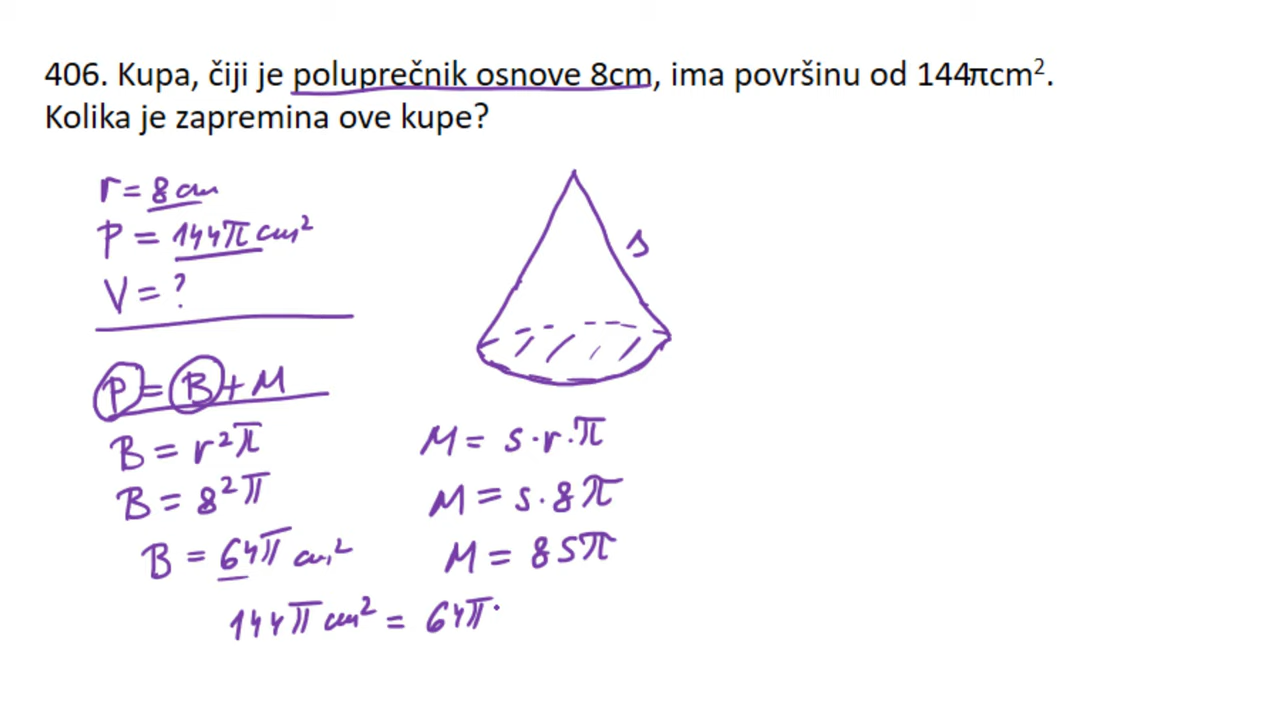 406. Kupa, čiji je poluprečnik osnove 8cm, ima površinu od 144πcm².
Kolika je zapremina ove kupe?
r = 8 cm
P = 144π cm²
V = ?
s
P = B + M
B = r²π
B = 8²π
B = 64π cm²
M = s·r·π
M = s·8π
M = 8sπ
144π cm² = 64π